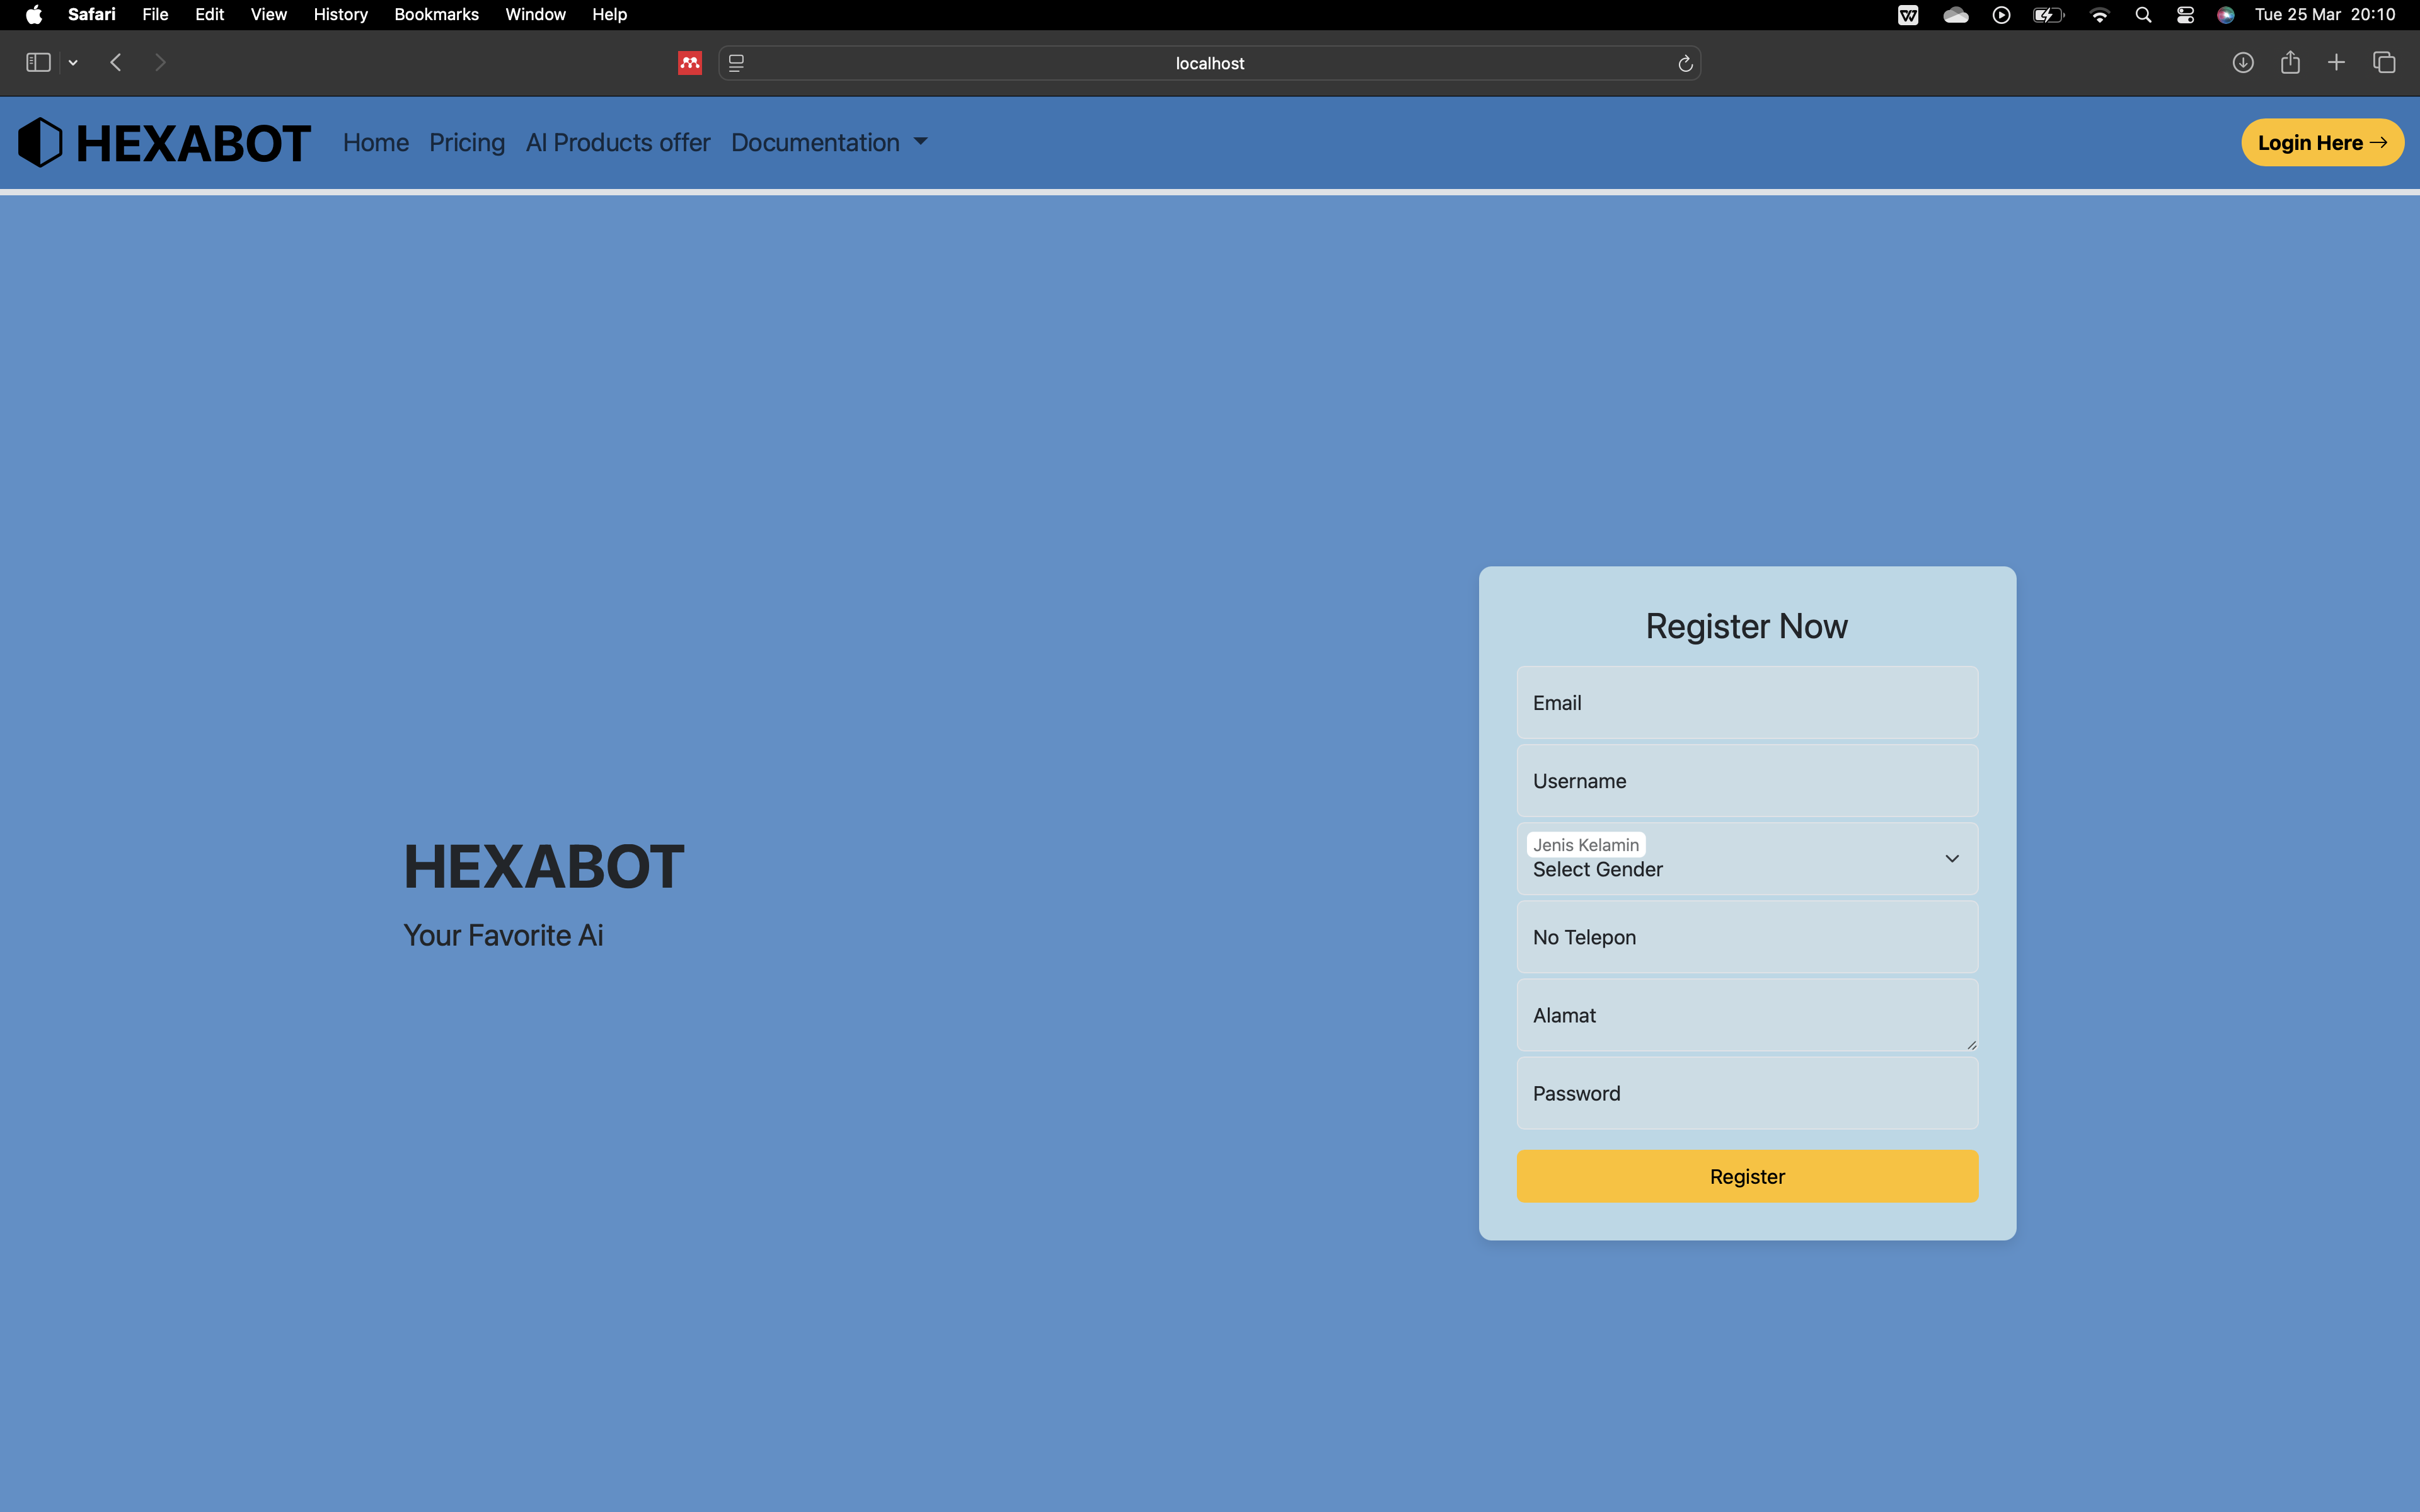 Safari File Edit View History Bookmarks Window Help Tue 25 Mar 20:10
localhost
HEXABOT Home Pricing AI Products offer Documentation Login Here →
Register Now
Email
Username
Jenis Kelamin
Select Gender
HEXABOT
Your Favorite Ai
No Telepon
Alamat
Password
Register